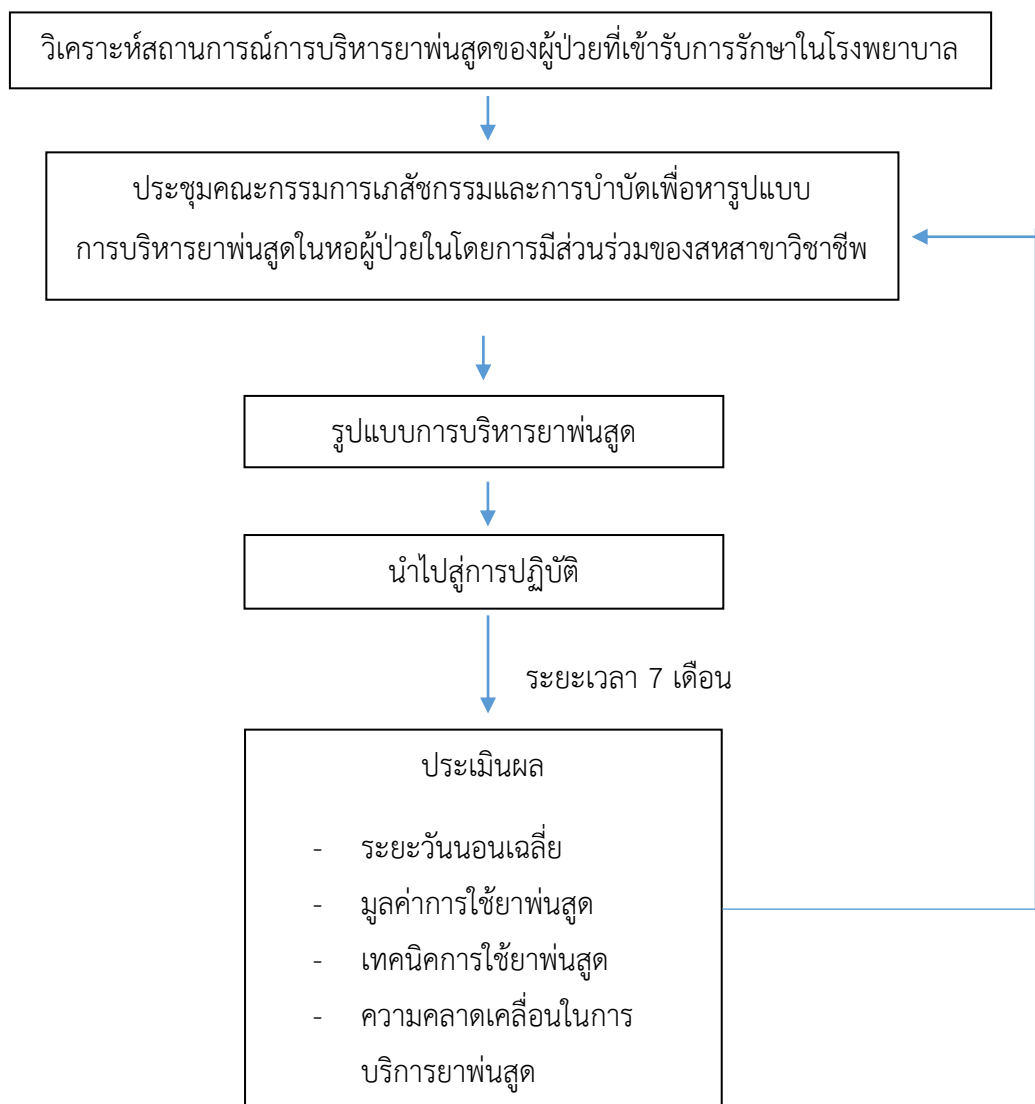 วิเคราะห์สถานการณ์การบริหารยาพ่นสูดของผู้ป่วยที่เข้ารับการรักษาในโรงพยาบาล
ประชุมคณะกรรมการเภสัชกรรมและการบำบัดเพื่อหารูปแบบ
การบริหารยาพ่นสูดในหอผู้ป่วยในโดยการมีส่วนร่วมของสหสาขาวิชาชีพ
รูปแบบการบริหารยาพ่นสูด
นำไปสู่การปฏิบัติ
ระยะเวลา 7 เดือน
ประเมินผล
- ระยะวันนอนเฉลี่ย
- มูลค่าการใช้ยาพ่นสูด
- เทคนิคการใช้ยาพ่นสูด
- ความคลาดเคลื่อนในการ
บริการยาพ่นสูด